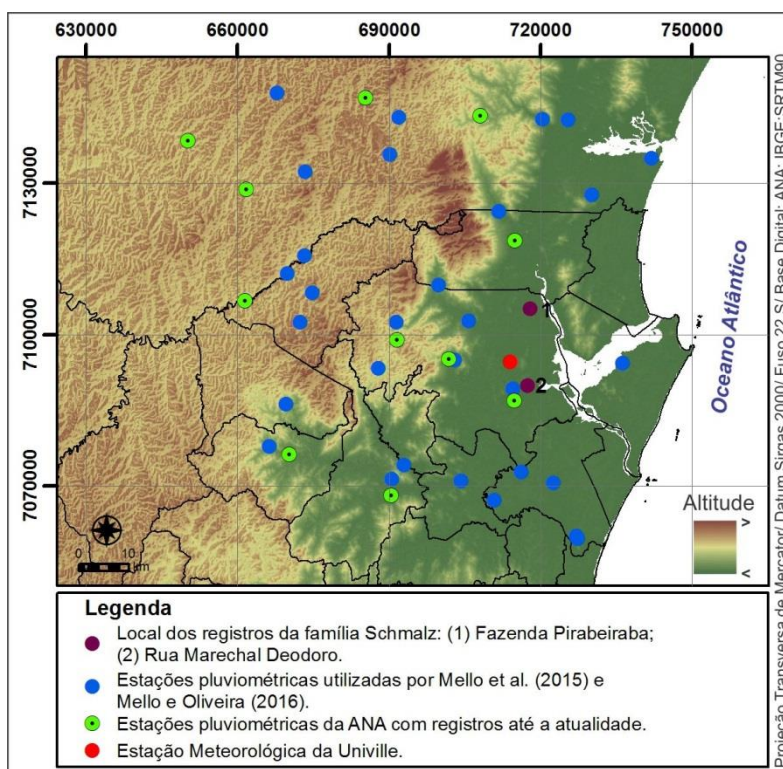 630000 660000 690000 720000 750000
7130000
7100000
7070000
1
2
Oceano Atlântico
Altitude
>
<
0 10
km
Projeção Transversa de Mercator/ Datum Sirgas 2000/ Fuso 22 S/ Base Digital: ANA; IBGE;SRTM90
Legenda
Local dos registros da família Schmalz: (1) Fazenda Pirabeiraba;
(2) Rua Marechal Deodoro.
Estações pluviométricas utilizadas por Mello et al. (2015) e
Mello e Oliveira (2016).
Estações pluviométricas da ANA com registros até a atualidade.
Estação Meteorológica da Univille.